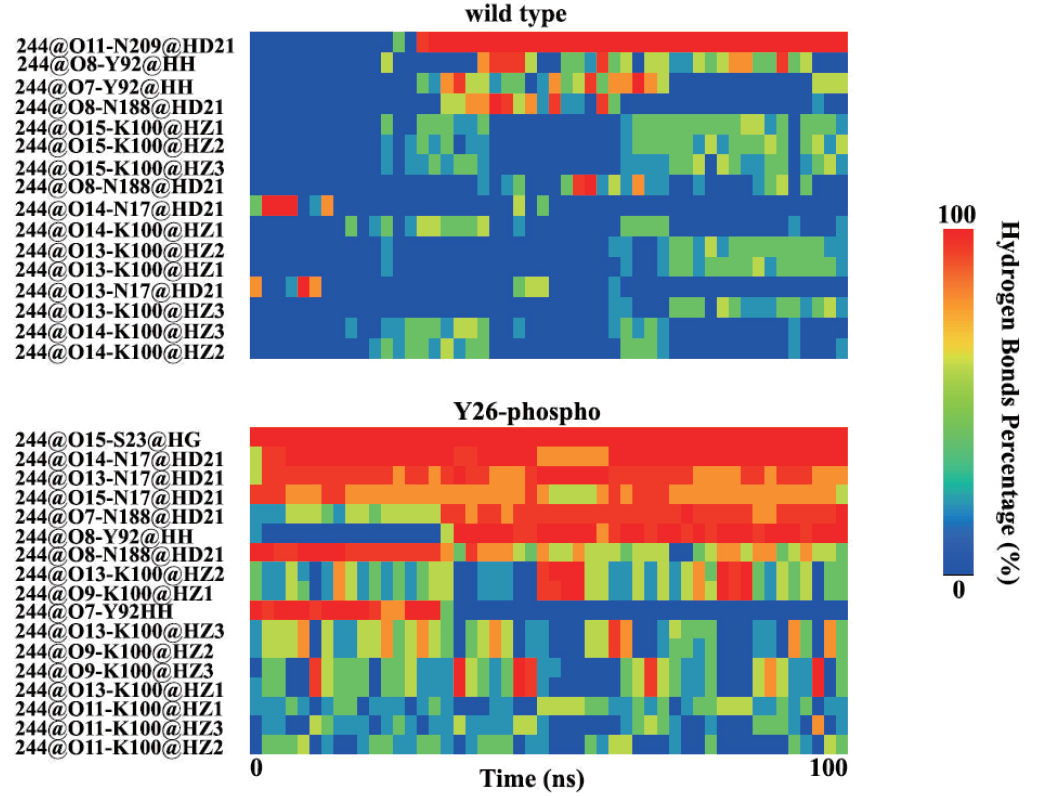 wild type
244@O11-N209@HD21
244@O8-Y92@HH
244@O7-Y92@HH
244@O8-N188@HD21
244@O15-K100@HZ1
244@O15-K100@HZ2
244@O15-K100@HZ3
244@O8-N188@HD21
244@O14-N17@HD21
244@O14-K100@HZ1
244@O13-K100@HZ2
244@O13-K100@HZ1
244@O13-N17@HD21
244@O13-K100@HZ3
244@O14-K100@HZ3
244@O14-K100@HZ2
Y26-phospho
244@O15-S23@HG
244@O14-N17@HD21
244@O13-N17@HD21
244@O15-N17@HD21
244@O7-N188@HD21
244@O8-Y92@HH
244@O8-N188@HD21
244@O13-K100@HZ2
244@O9-K100@HZ1
244@O7-Y92HH
244@O13-K100@HZ3
244@O9-K100@HZ2
244@O9-K100@HZ3
244@O13-K100@HZ1
244@O11-K100@HZ1
244@O11-K100@HZ3
244@O11-K100@HZ2
0
100
Time (ns)
100
0
Hydrogen Bonds Percentage (%)